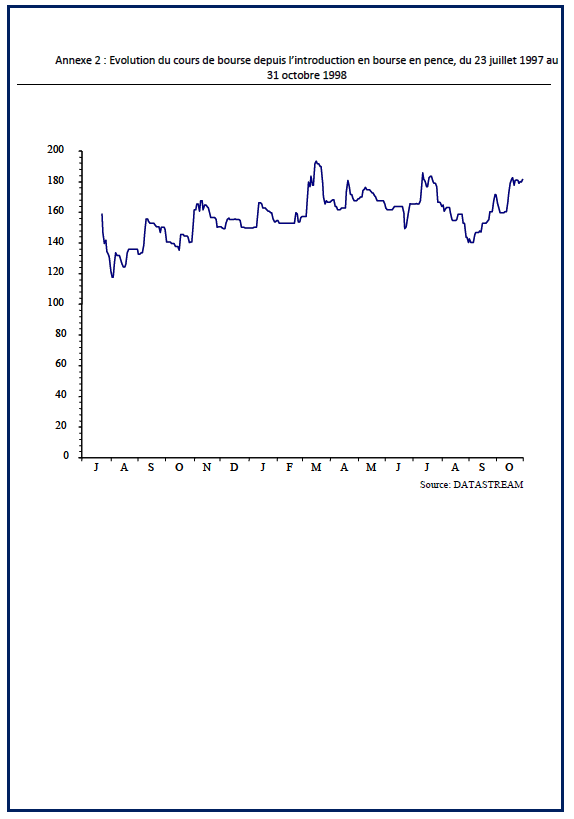 Annexe 2 : Evolution du cours de bourse depuis l’introduction en bourse en pence, du 23 juillet 1997 au
31 octobre 1998
200
180
160
140
120
100
80
60
40
20
0
J A S O N D J F M A M J J A S O
Source: DATASTREAM